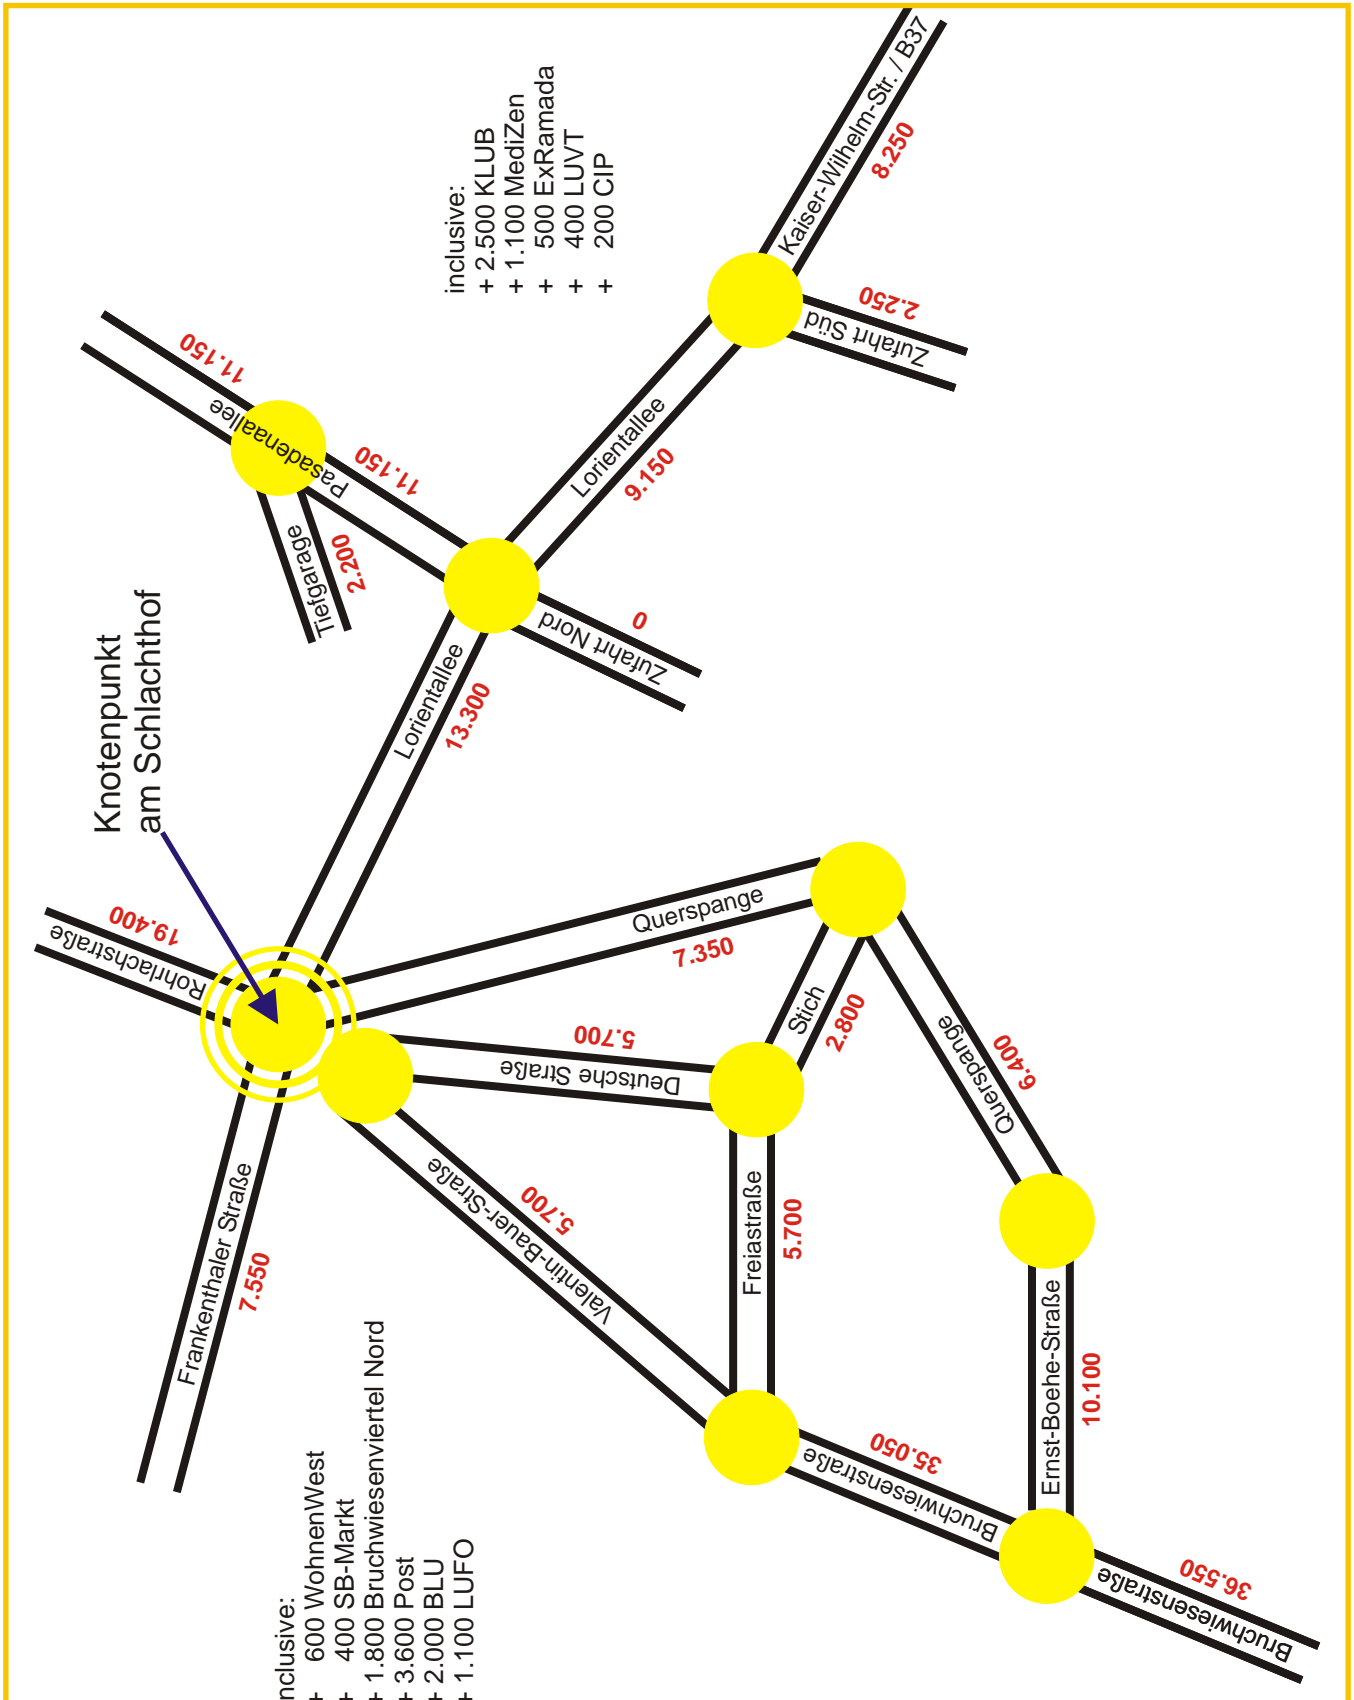 Kaiser-Wilhelm-Str. / B37
8.250
inclusive:
+ 2.500 KLUB
+ 1.100 MediZen
+ 500 ExRamada
+ 400 LUVT
+ 200 CIP
Zufahrt Süd
2.250
11.150
Pasadenaallee
11.150
Tiefgarage
2.200
Lorientallee
9.150
Zufahrt Nord
0
Knotenpunkt
am Schlachthof
Lorientallee
13.300
Rohrlachstraße
19.400
Querspange
7.350
Deutsche Straße
5.700
Stich
2.800
Querspange
6.400
Frankenthaler Straße
7.550
Valentin-Bauer-Straße
5.700
Freiastraße
5.700
Ernst-Boehe-Straße
10.100
Bruchwiesenstraße
35.050
Bruchwiesenstraße
36.550
nclusive:
+ 600 WohnenWest
+ 400 SB-Markt
+ 1.800 Bruchwiesenviertel Nord
+ 3.600 Post
+ 2.000 BLU
+ 1.100 LUFO